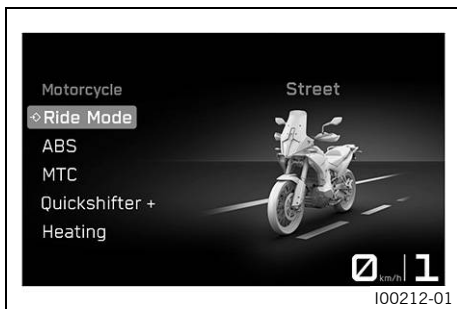 Motorcycle
Street
Ride Mode
ABS
MTC
Quickshifter +
Heating
0 km/h 1
I00212-01